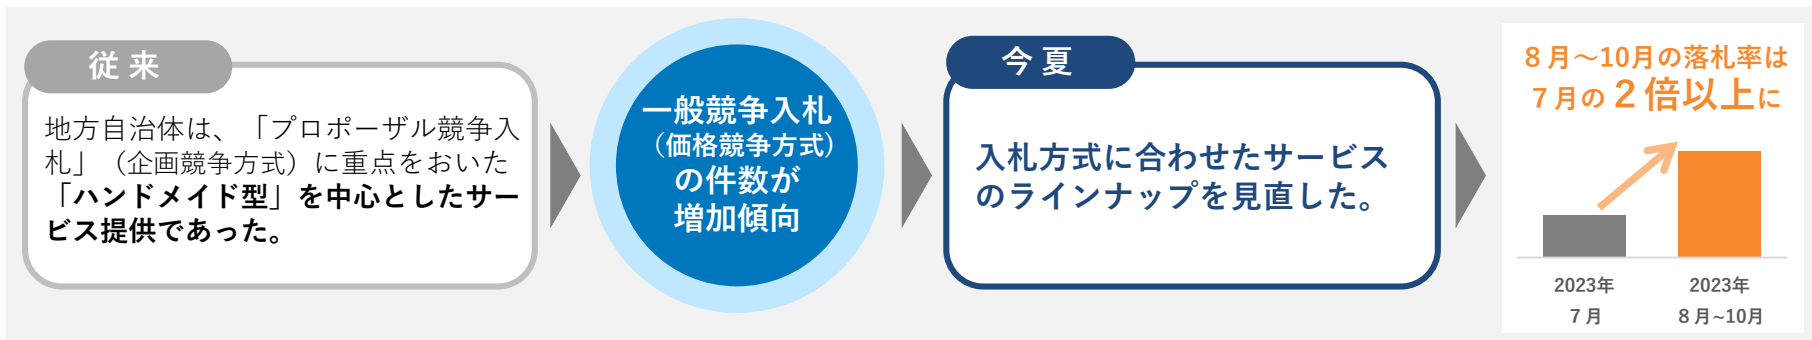 従来
地方自治体は、「プロポーザル競争入
札」（企画競争方式）に重点をおいた
「ハンドメイド型」を中心としたサー
ビス提供であった。
一般競争入札
（価格競争方式）
の件数が
増加傾向
今夏
入札方式に合わせたサービス
のラインナップを見直した。
８月～10月の落札率は
７月の２倍以上に
2023年
７月
2023年
８月~10月